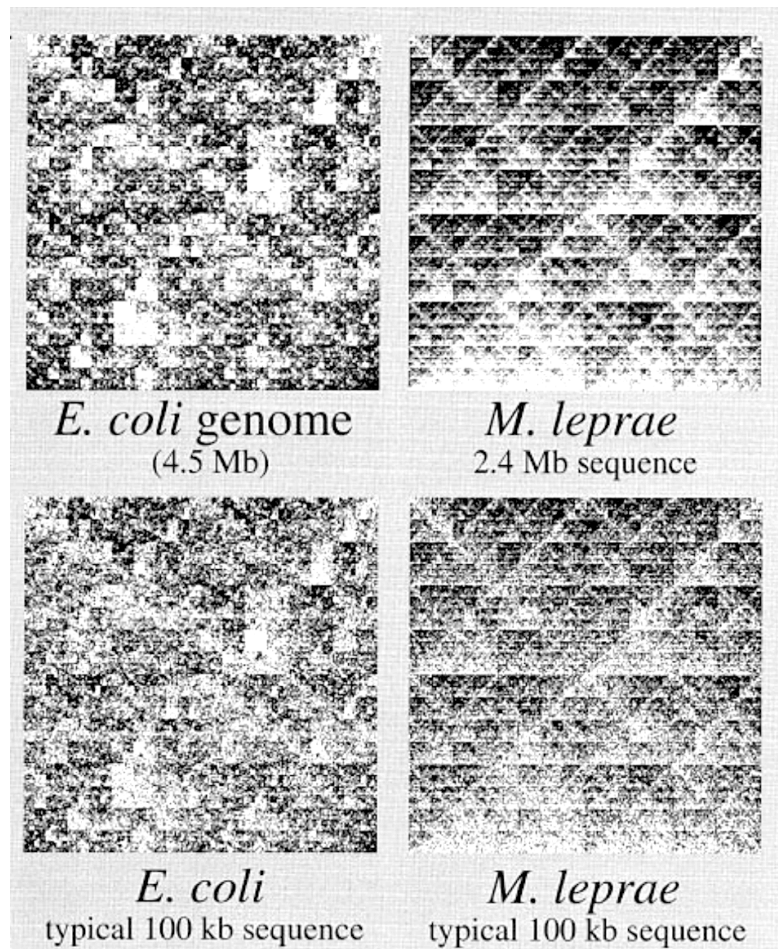 E. coli genome
(4.5 Mb)
M. leprae
2.4 Mb sequence
E. coli
typical 100 kb sequence
M. leprae
typical 100 kb sequence